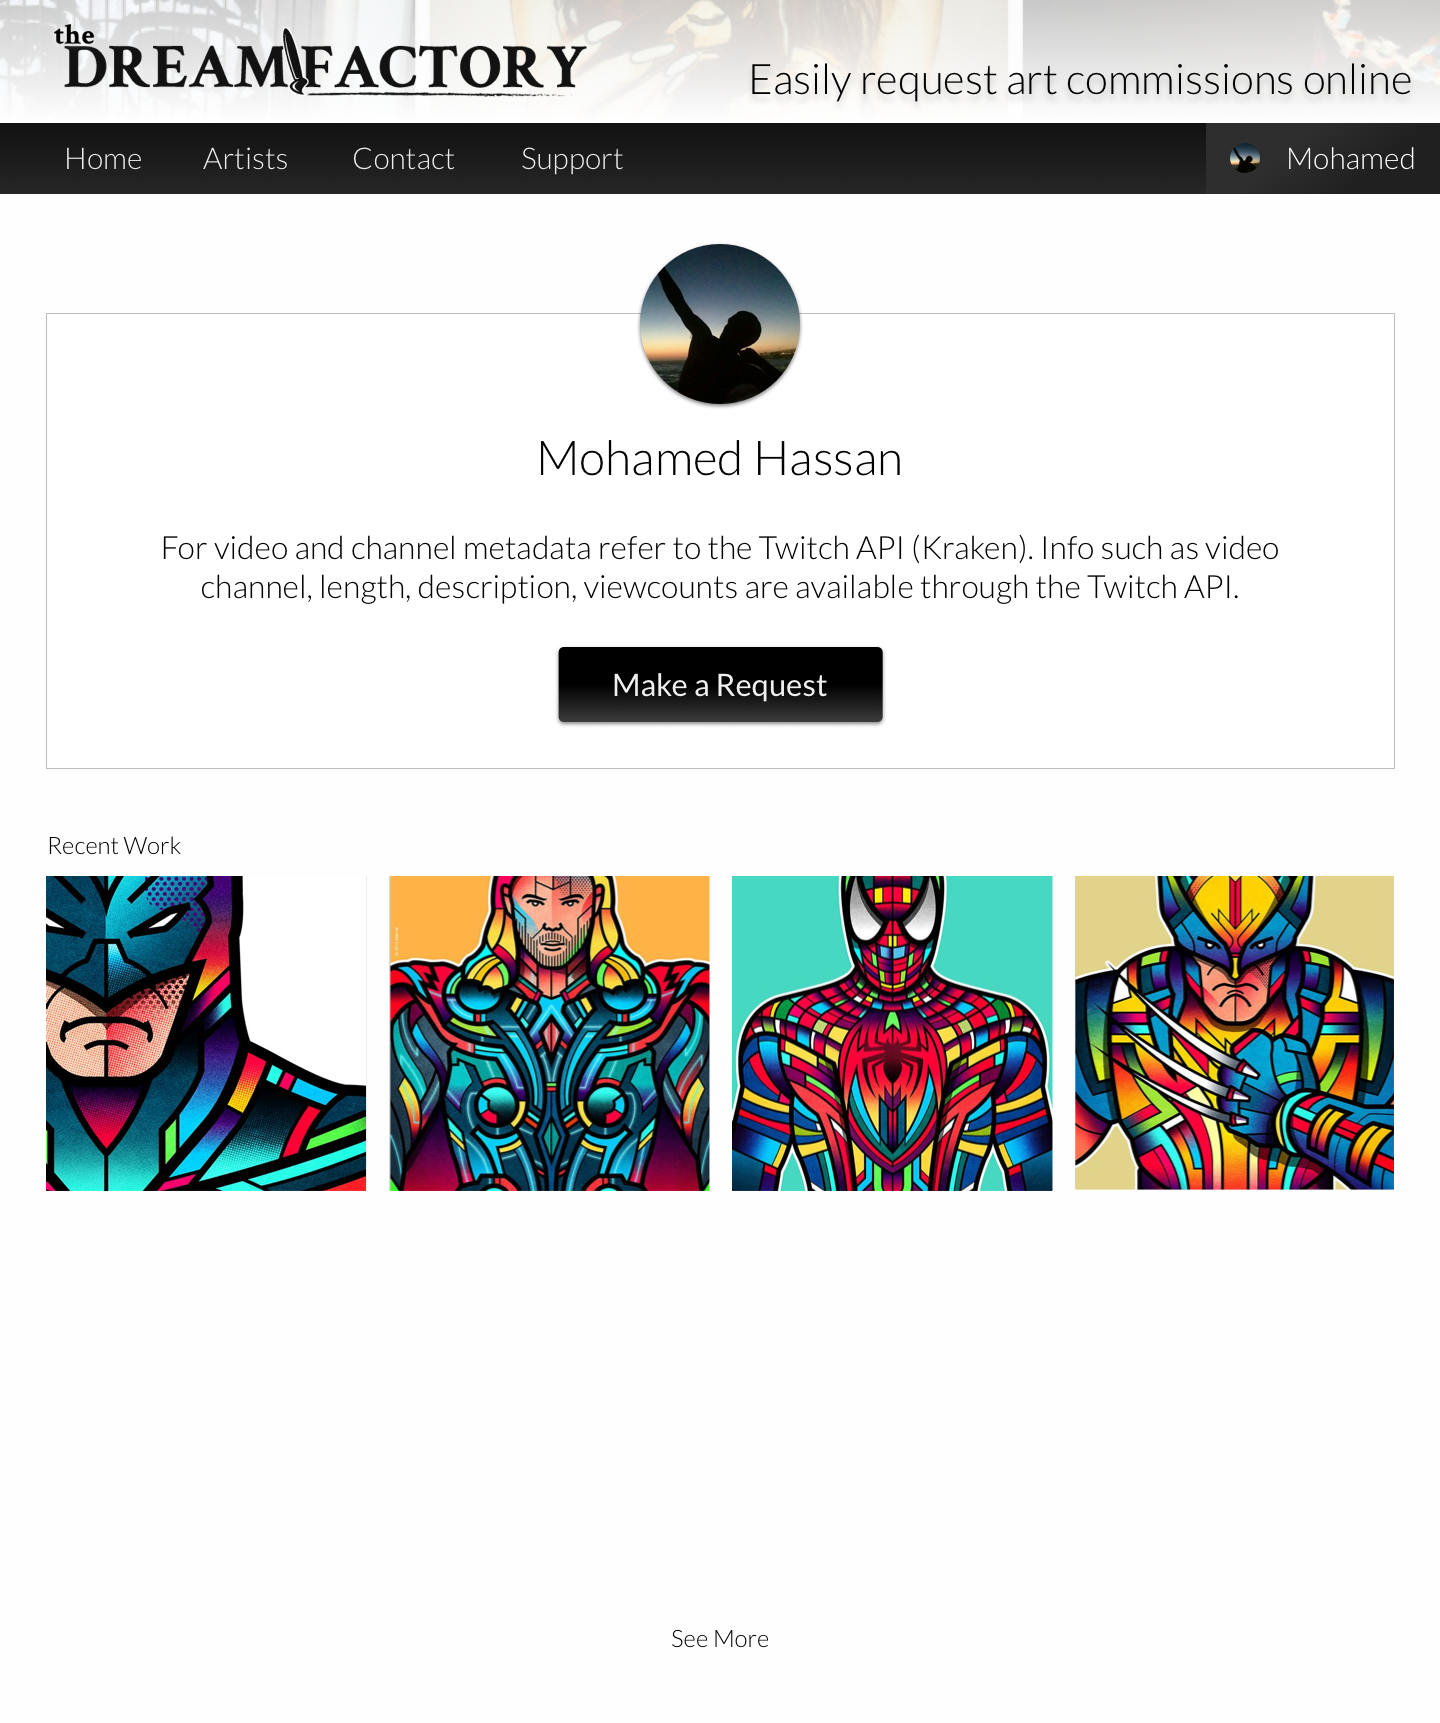 the
DREAM FACTORY
Easily request art commissions online
Home Artists Contact Support Mohamed
Mohamed Hassan
For video and channel metadata refer to the Twitch API (Kraken). Info such as video
channel, length, description, viewcounts are available through the Twitch API.
Make a Request
Recent Work
See More